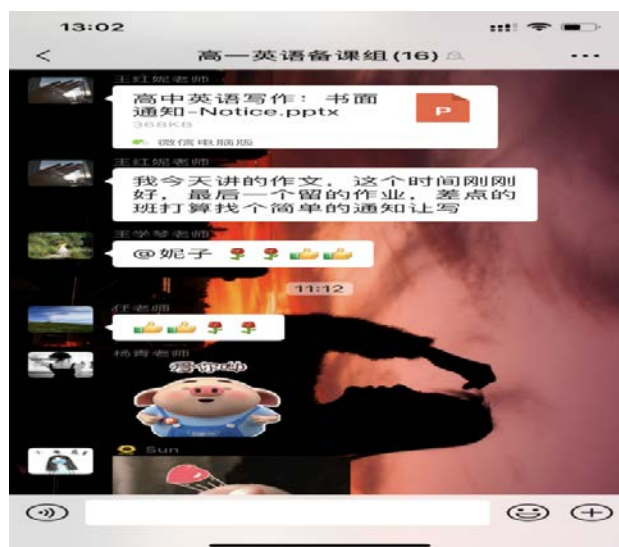 13:02
高一英语备课组(16)
王红妮老师
高中英语写作：书面
通知-Notice.pptx
368KB
P
微信电脑版
王红妮老师
我今天讲的作文，这个时间刚刚
好，最后一个留的作业，差点的
班打算找个简单的通知让写
王学琴老师
@妮子
11:12
任老师
杨青老师
爱你呦
Sun